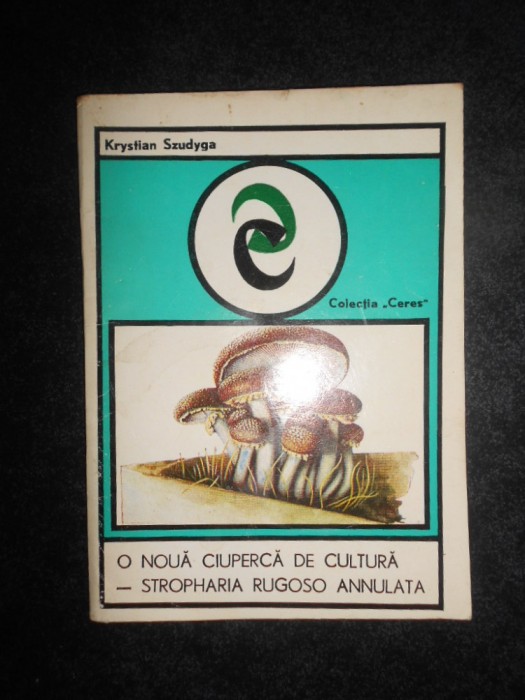 Krystian Szudyga
Colecția „Ceres"
O NOUĂ CIUPERCĂ DE CULTURĂ
— STROPHARIA RUGOSO ANNULATA